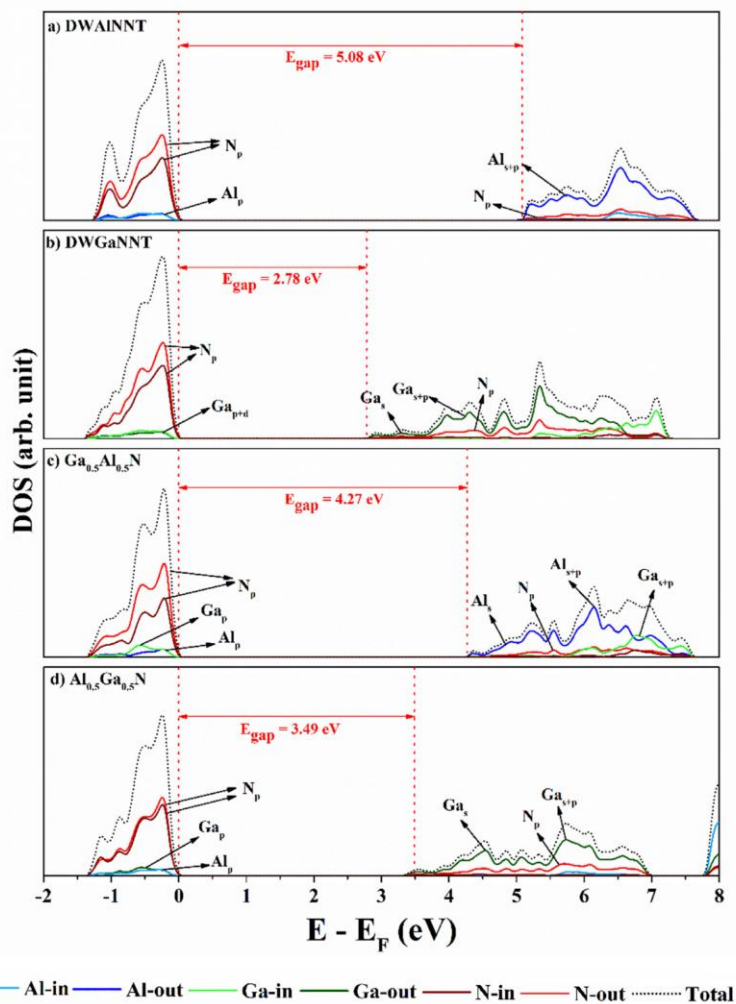 a) DWAlNNT
E_gap = 5.08 eV
N_p
Al_p
Al_s+p
N_p
b) DWGaNNT
E_gap = 2.78 eV
N_p
Ga_p+d
Ga_s
Ga_s+p
N_p
DOS (arb. unit)
c) Ga_0.5Al_0.5N
E_gap = 4.27 eV
N_p
Ga_p
Al_p
Al_s
N_p
Al_s+p
Ga_s+p
d) Al_0,5Ga_0,5N
E_gap = 3.49 eV
N_p
Ga_p
Al_p
Ga_s
N_p
Ga_s+p
-2 -1 0 1 2 3 4 5 6 7 8
E - E_F (eV)
Al-in Al-out Ga-in Ga-out N-in N-out Total